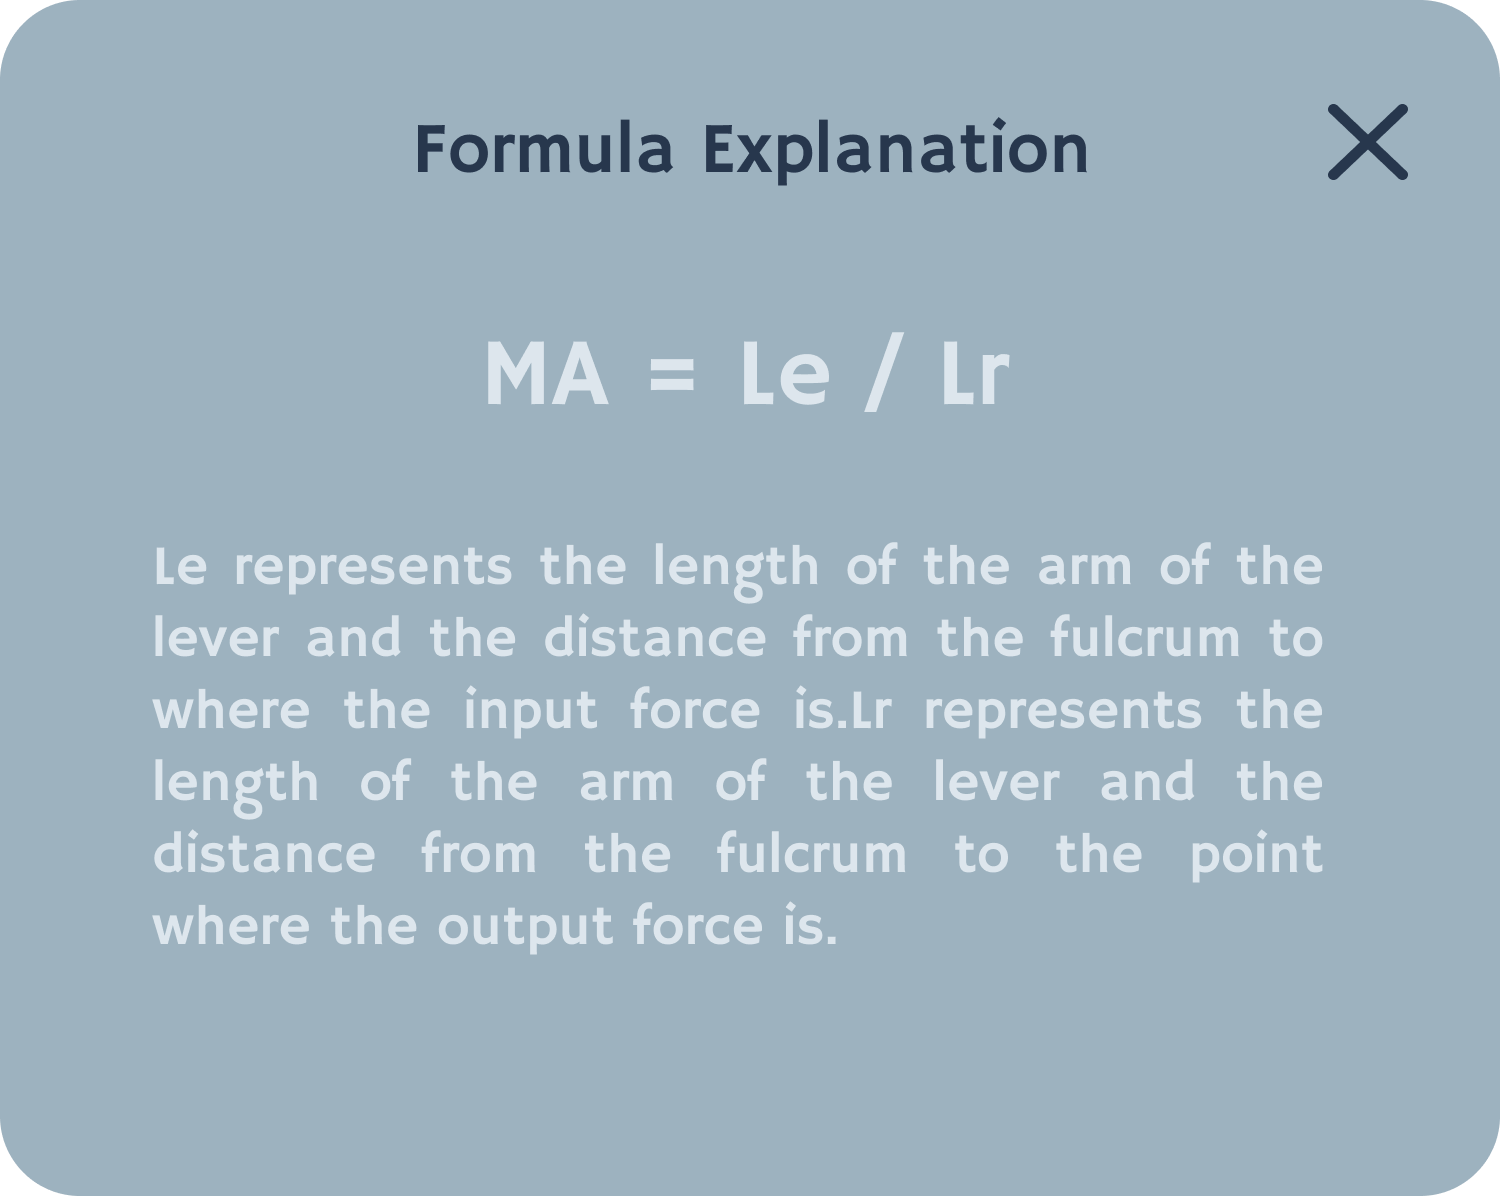 Formula Explanation
MA = Le / Lr
Le represents the length of the arm of the
lever and the distance from the fulcrum to
where the input force is.Lr represents the
length of the arm of the lever and the
distance from the fulcrum to the point
where the output force is.